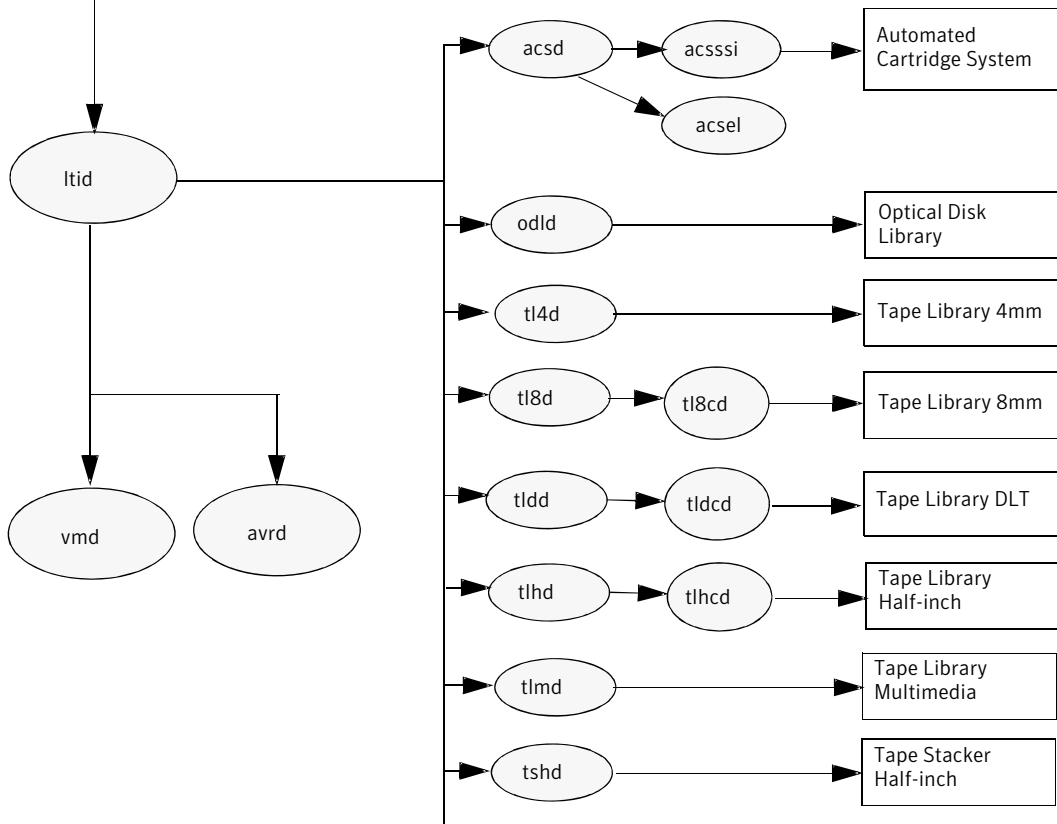 acsd
acsssi
Automated
Cartridge System
acsel
ltid
odld
Optical Disk
Library
tl4d
Tape Library 4mm
tl8d
tl8cd
Tape Library 8mm
tldd
tldcd
Tape Library DLT
vmd
avrd
tlhd
tlhcd
Tape Library
Half-inch
tlmd
Tape Library
Multimedia
tshd
Tape Stacker
Half-inch